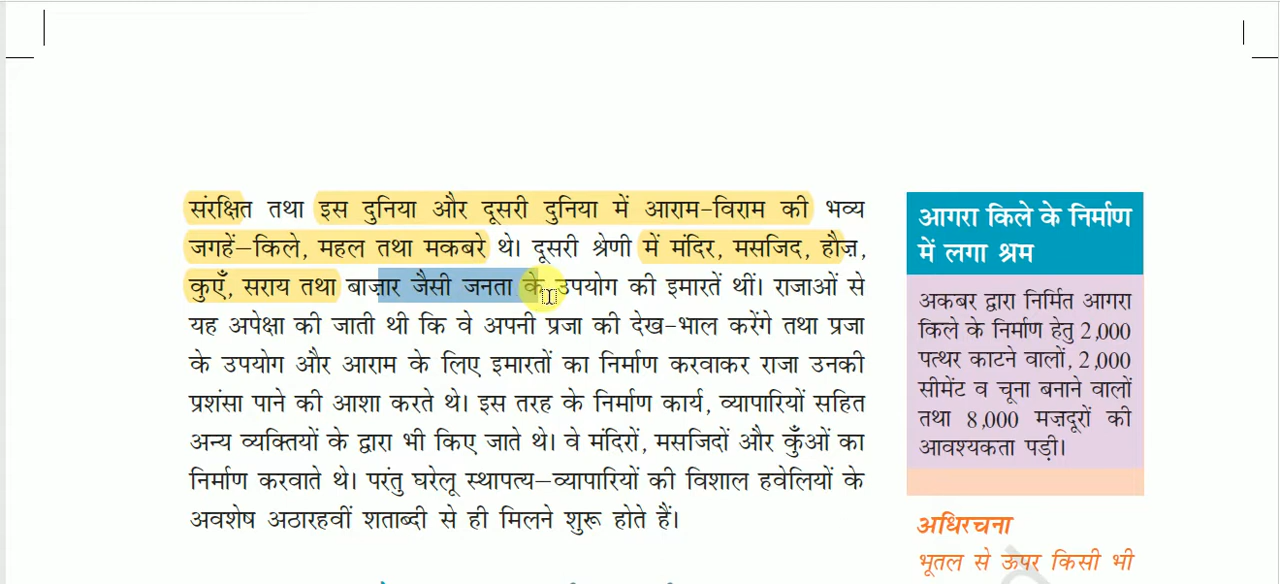 संरक्षित तथा इस दुनिया और दूसरी दुनिया में आराम-विराम की भव्य
जगहें—किले, महल तथा मकबरे थे। दूसरी श्रेणी में मंदिर, मसजिद, हौज़,
कुएँ, सराय तथा बाज़ार जैसी जनता के उपयोग की इमारतें थीं। राजाओं से
यह अपेक्षा की जाती थी कि वे अपनी प्रजा की देख-भाल करेंगे तथा प्रजा
के उपयोग और आराम के लिए इमारतों का निर्माण करवाकर राजा उनकी
प्रशंसा पाने की आशा करते थे। इस तरह के निर्माण कार्य, व्यापारियों सहित
अन्य व्यक्तियों के द्वारा भी किए जाते थे। वे मंदिरों, मसजिदों और कुँओं का
निर्माण करवाते थे। परंतु घरेलू स्थापत्य—व्यापारियों की विशाल हवेलियों के
अवशेष अठारहवीं शताब्दी से ही मिलने शुरू होते हैं।
आगरा किले के निर्माण
में लगा श्रम
अकबर द्वारा निर्मित आगरा
किले के निर्माण हेतु 2,000
पत्थर काटने वालों, 2,000
सीमेंट व चूना बनाने वालों
तथा 8,000 मज़दूरों की
आवश्यकता पड़ी।
अधिरचना
भूतल से ऊपर किसी भी